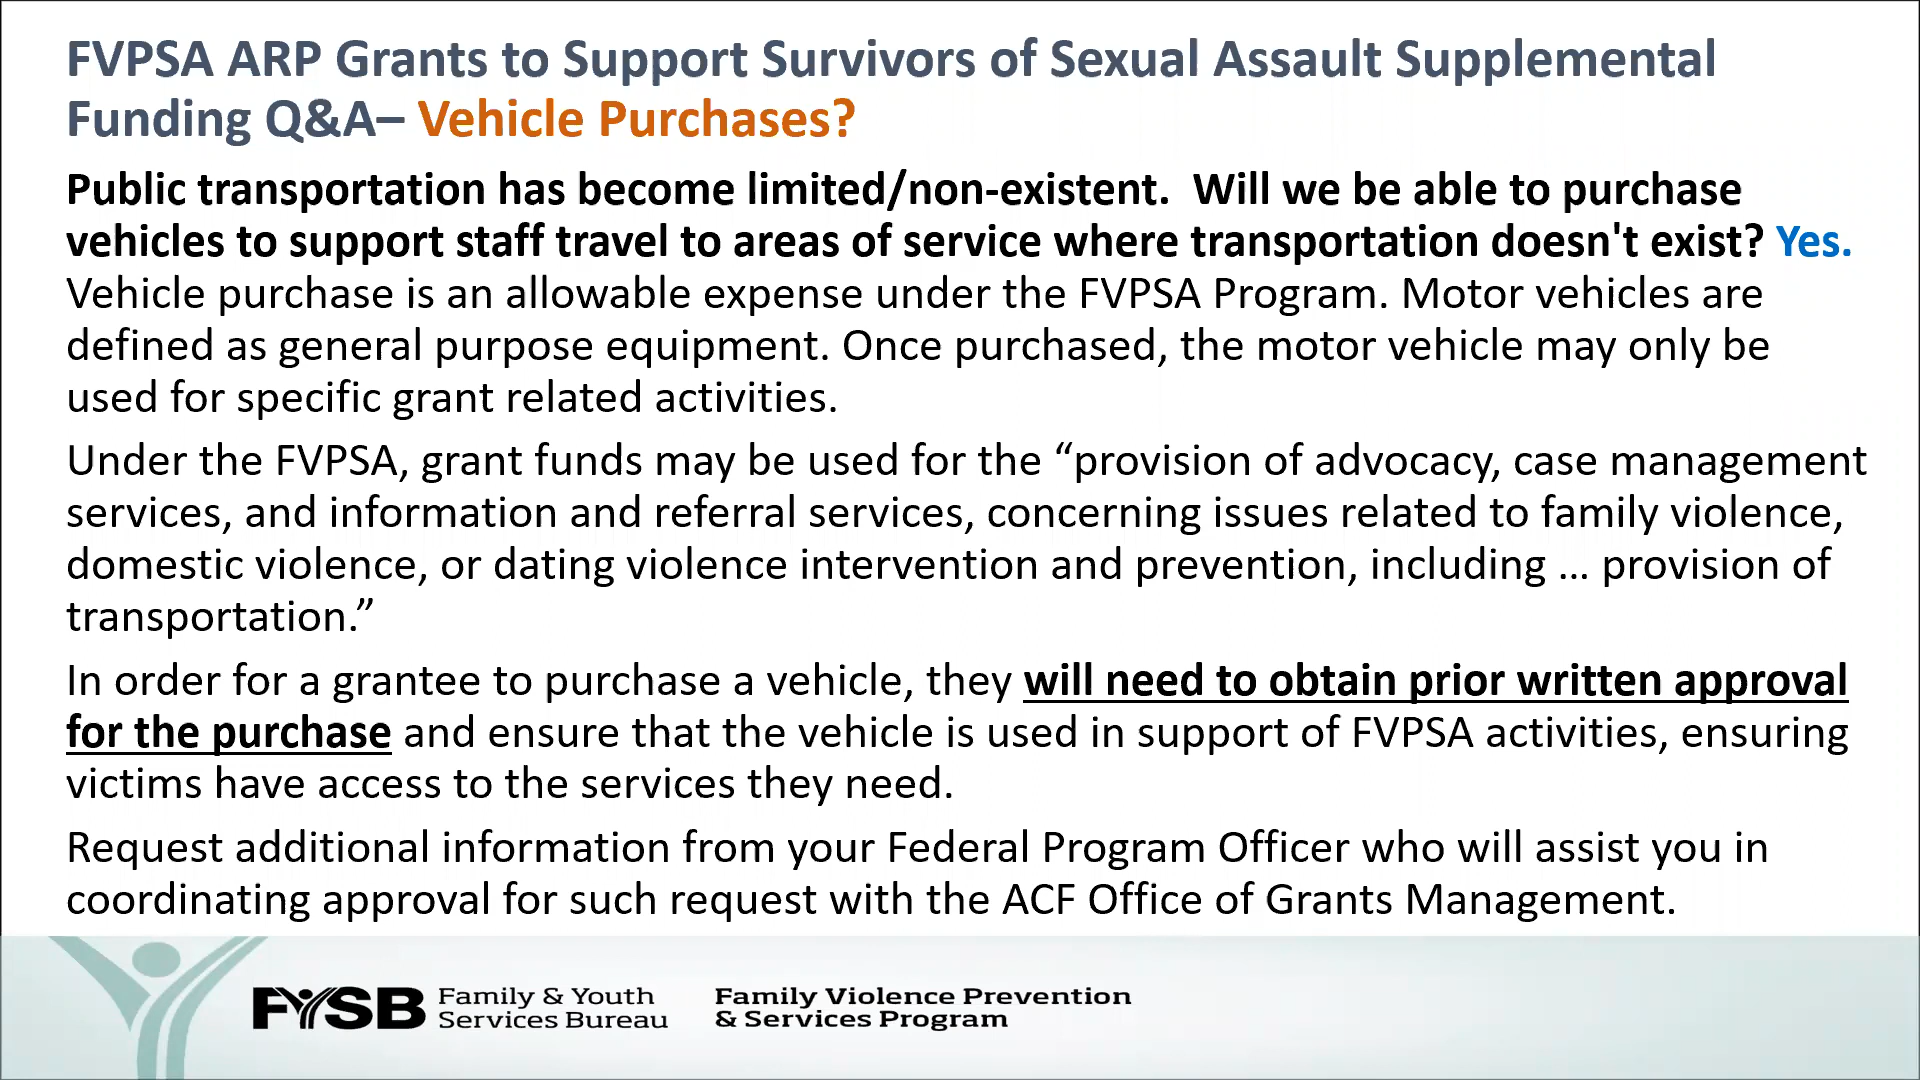 FVPSA ARP Grants to Support Survivors of Sexual Assault Supplemental
Funding Q&A– Vehicle Purchases?
Public transportation has become limited/non-existent.  Will we be able to purchase
vehicles to support staff travel to areas of service where transportation doesn't exist? Yes.
Vehicle purchase is an allowable expense under the FVPSA Program. Motor vehicles are
defined as general purpose equipment. Once purchased, the motor vehicle may only be
used for specific grant related activities.
Under the FVPSA, grant funds may be used for the “provision of advocacy, case management
services, and information and referral services, concerning issues related to family violence,
domestic violence, or dating violence intervention and prevention, including … provision of
transportation.”
In order for a grantee to purchase a vehicle, they will need to obtain prior written approval
for the purchase and ensure that the vehicle is used in support of FVPSA activities, ensuring
victims have access to the services they need.
Request additional information from your Federal Program Officer who will assist you in
coordinating approval for such request with the ACF Office of Grants Management.
FYSB Family & Youth
Services Bureau
Family Violence Prevention
& Services Program